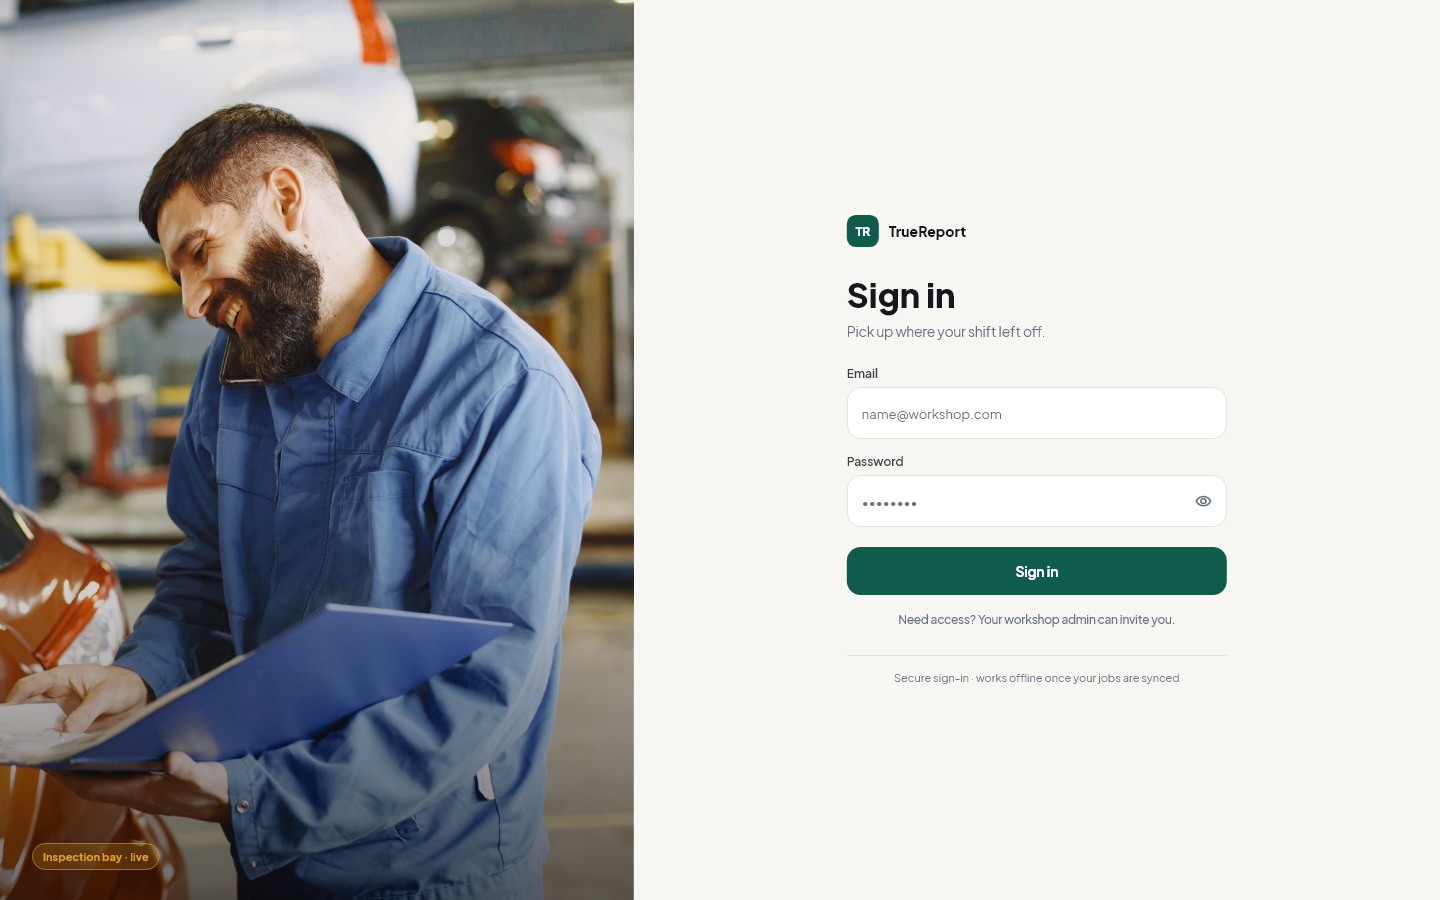 TR TrueReport
Sign in
Pick up where your shift left off.
Email
name@workshop.com
Password
••••••••
Sign in
Need access? Your workshop admin can invite you.
Secure sign-in · works offline once your jobs are synced
Inspection bay · live